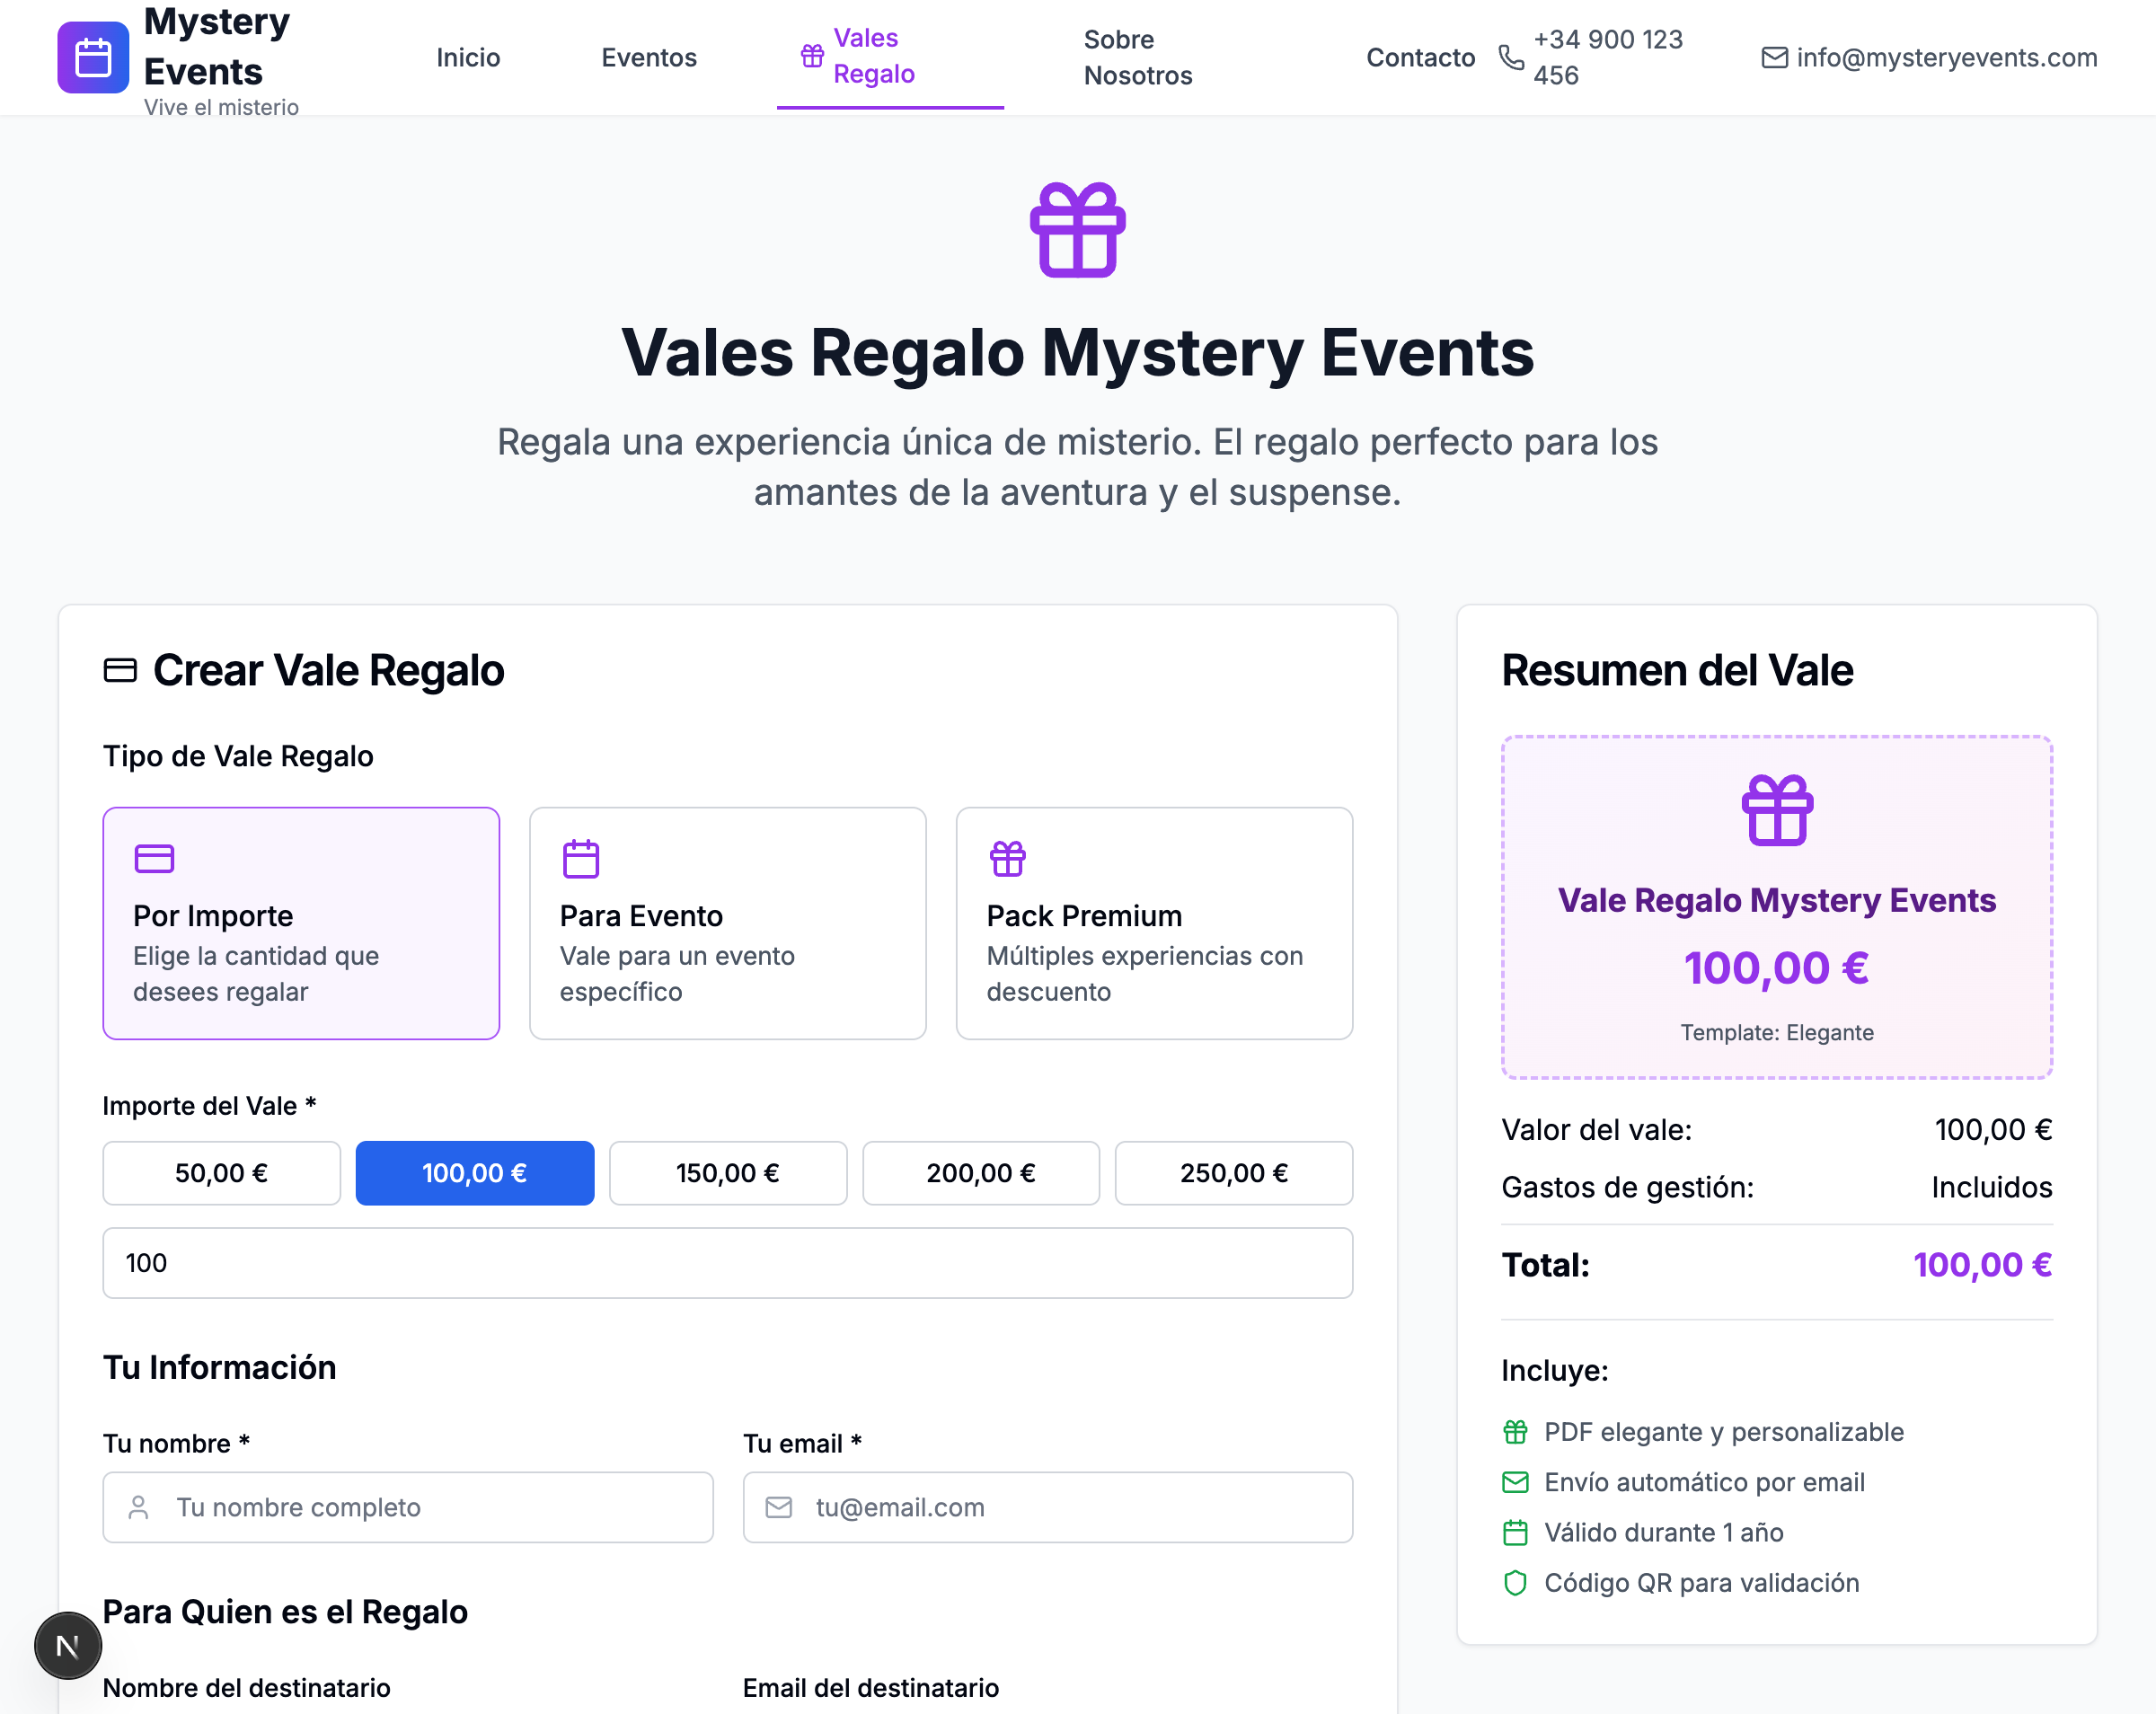 Mystery
Events
Vive el misterio
Inicio
Eventos
Vales
Regalo
Sobre
Nosotros
Contacto
+34 900 123
456
info@mysteryevents.com
Vales Regalo Mystery Events
Regala una experiencia única de misterio. El regalo perfecto para los
amantes de la aventura y el suspense.
Crear Vale Regalo
Tipo de Vale Regalo
Por Importe
Elige la cantidad que
desees regalar
Para Evento
Vale para un evento
específico
Pack Premium
Múltiples experiencias con
descuento
Importe del Vale *
50,00 €
100,00 €
150,00 €
200,00 €
250,00 €
100
Tu Información
Tu nombre *
Tu nombre completo
Tu email *
tu@email.com
Para Quien es el Regalo
Nombre del destinatario
Email del destinatario
N
Resumen del Vale
Vale Regalo Mystery Events
100,00 €
Template: Elegante
Valor del vale: 100,00 €
Gastos de gestión: Incluidos
Total: 100,00 €
Incluye:
PDF elegante y personalizable
Envío automático por email
Válido durante 1 año
Código QR para validación